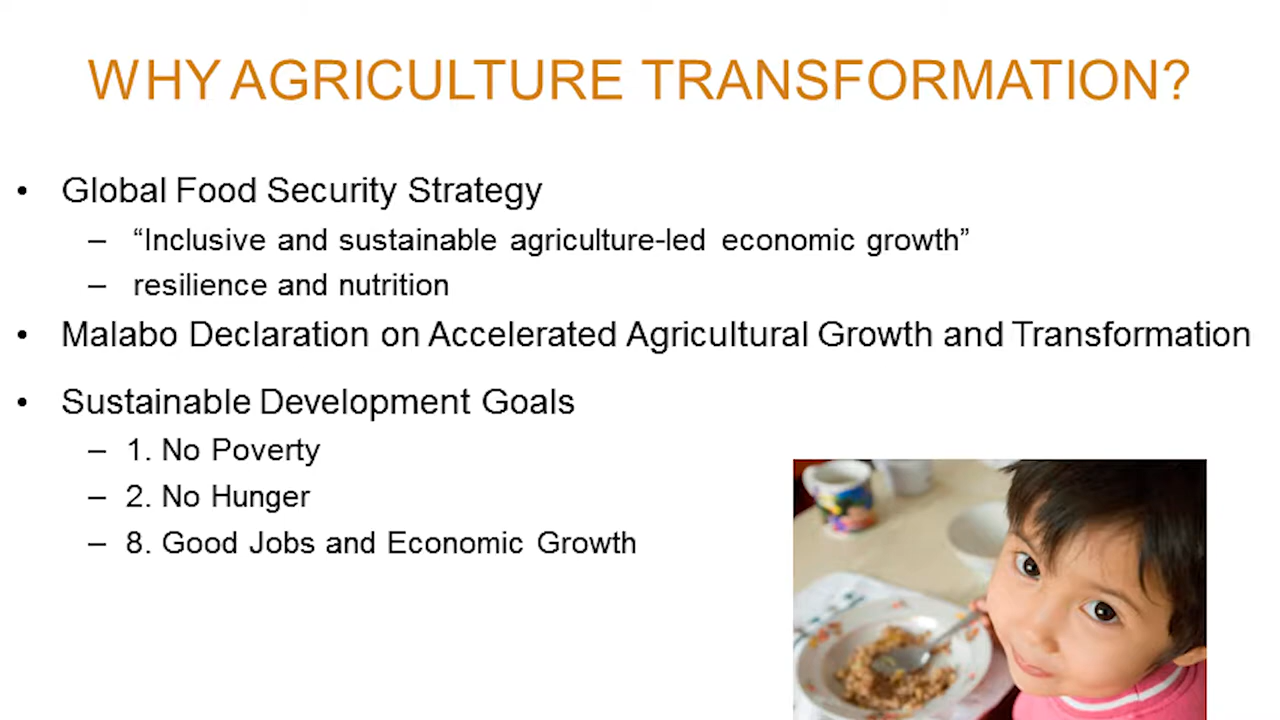 WHY AGRICULTURE TRANSFORMATION?
• Global Food Security Strategy
– “Inclusive and sustainable agriculture-led economic growth”
– resilience and nutrition
• Malabo Declaration on Accelerated Agricultural Growth and Transformation
• Sustainable Development Goals
– 1. No Poverty
– 2. No Hunger
– 8. Good Jobs and Economic Growth